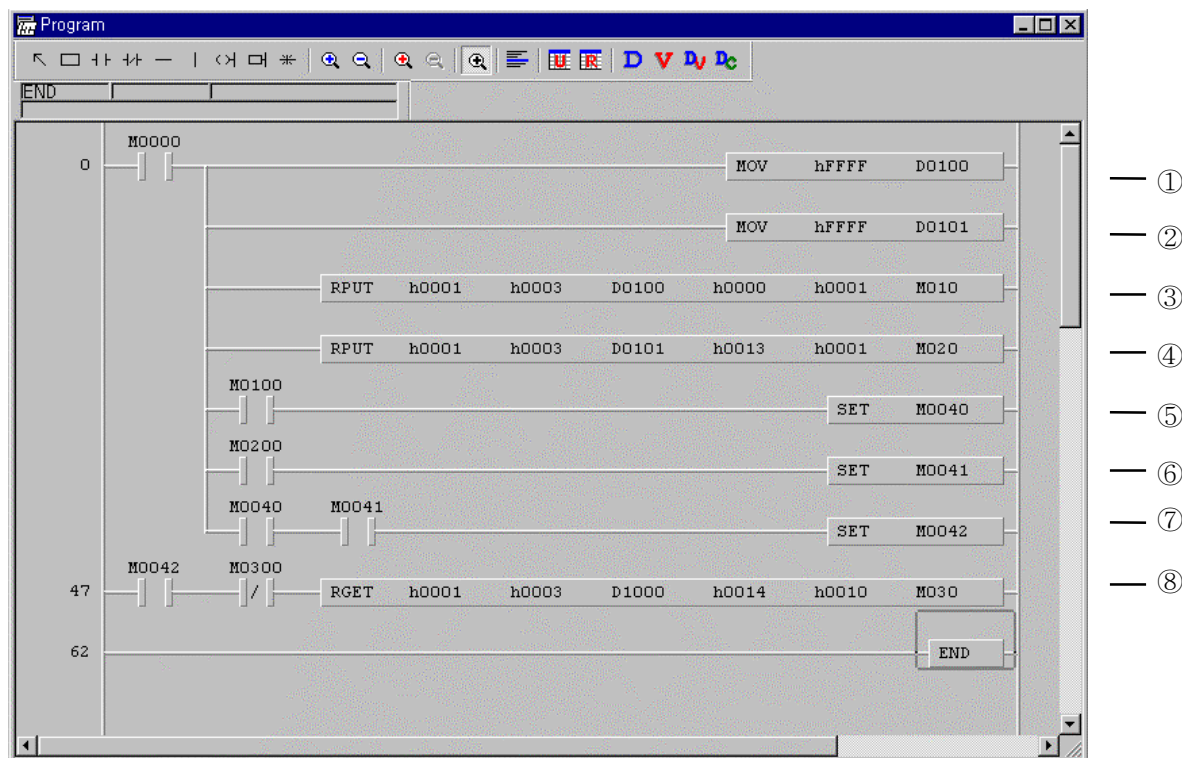 Program
U R D V DV DC
END
M0000
0 MOV hFFFF D0100 ①
MOV hFFFF D0101 ②
RPUT h0001 h0003 D0100 h0000 h0001 M010 ③
RPUT h0001 h0003 D0101 h0013 h0001 M020 ④
M0100
SET M0040 ⑤
M0200
SET M0041 ⑥
M0040 M0041
SET M0042 ⑦
M0042 M0300
47 RGET h0001 h0003 D1000 h0014 h0010 M030 ⑧
62 END